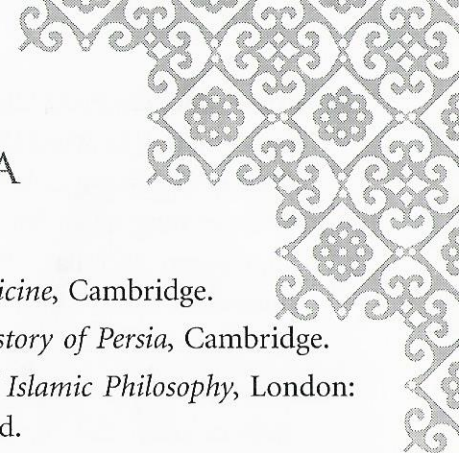 A
icine, Cambridge.
story of Persia, Cambridge.
Islamic Philosophy, London:
d.